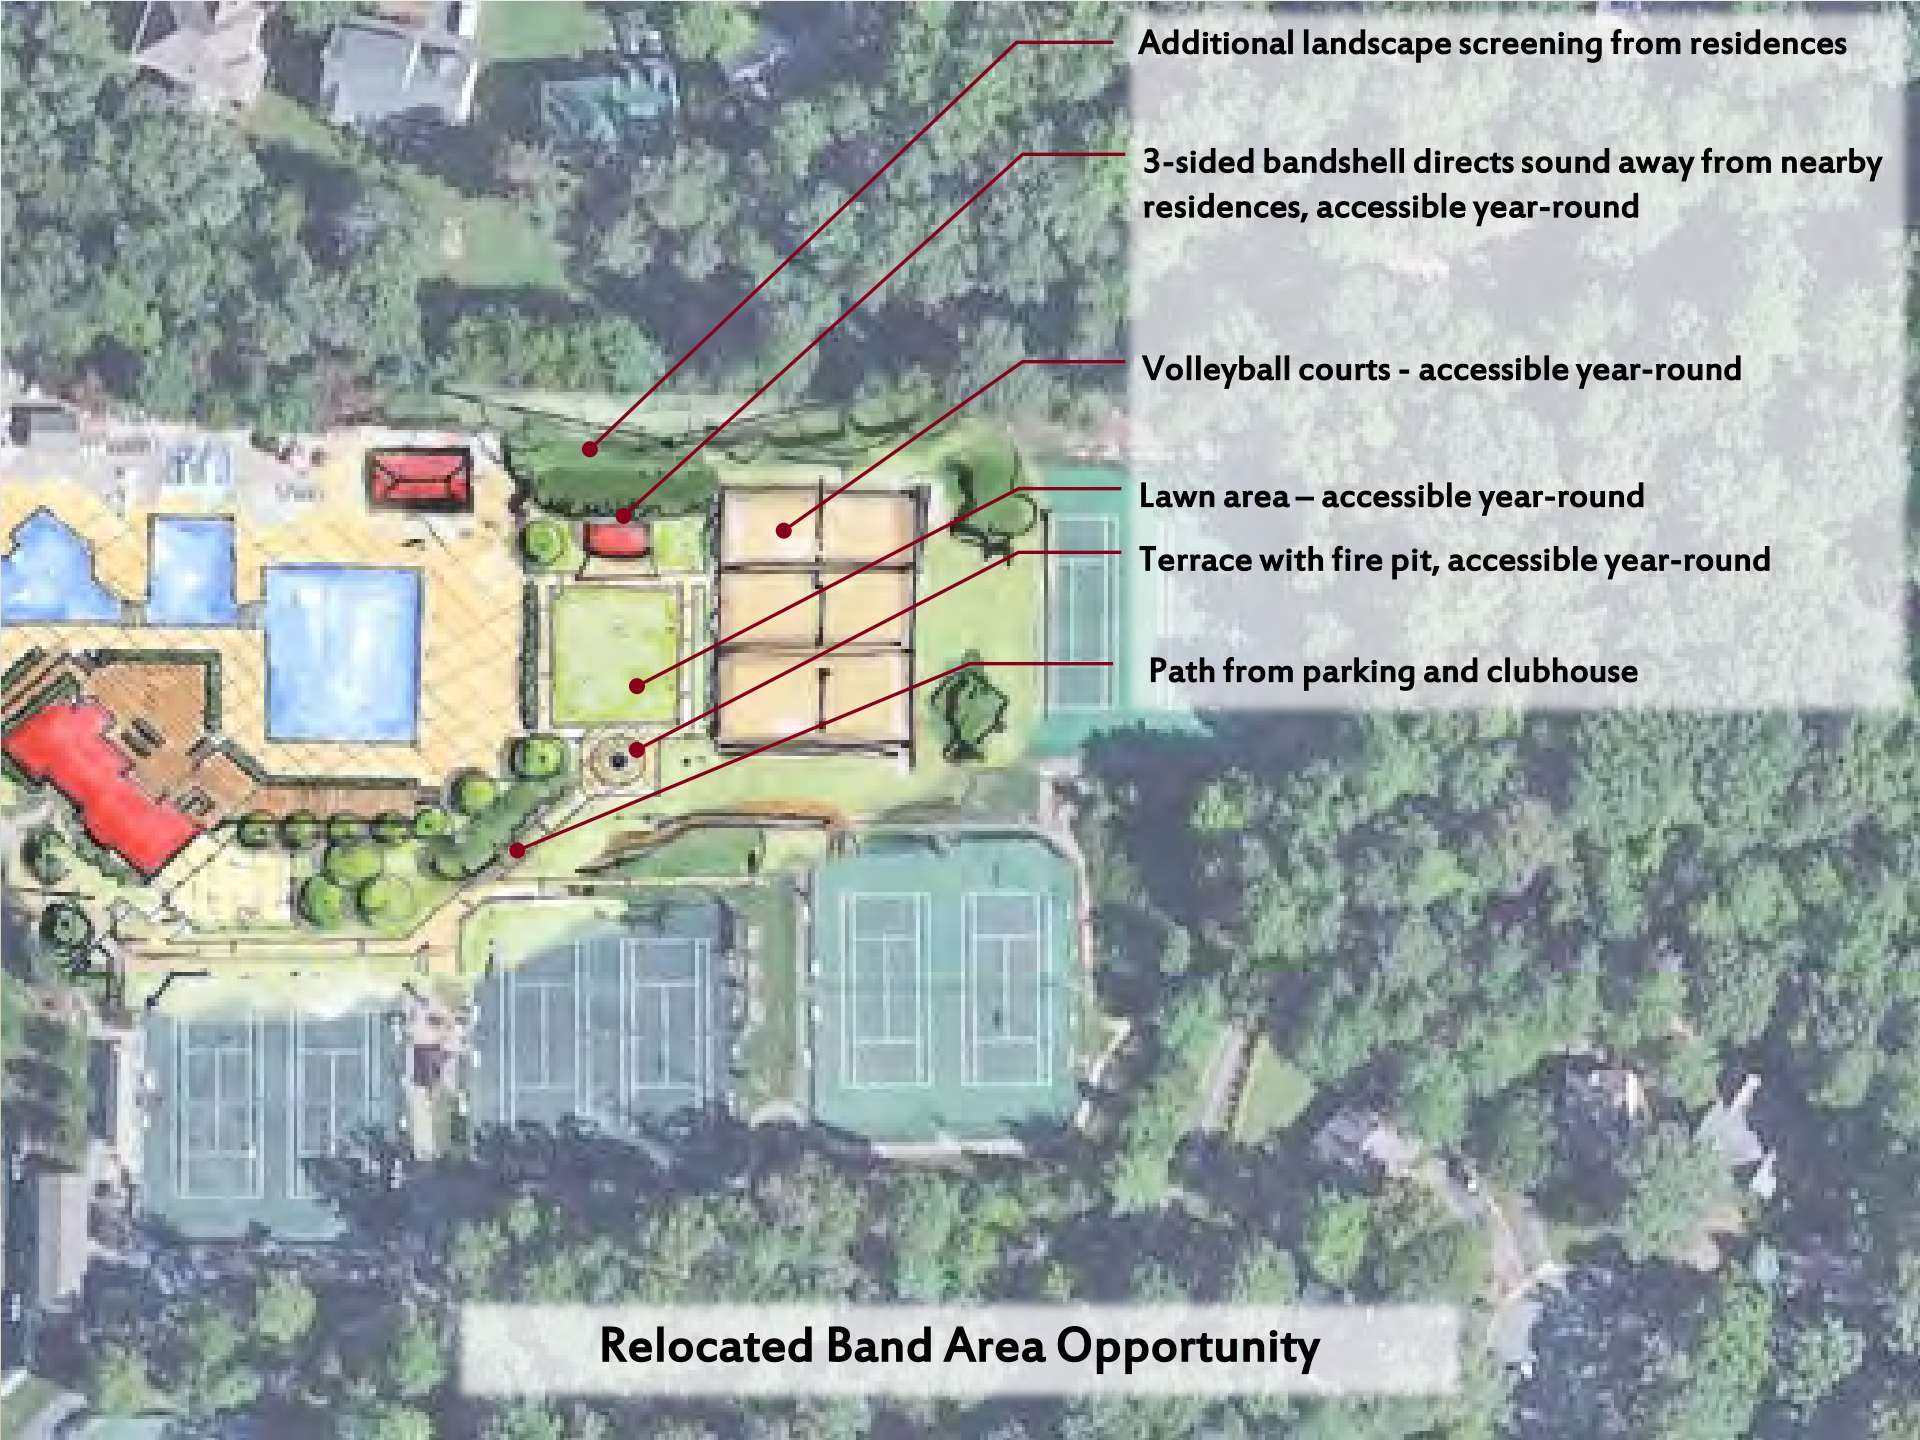 Additional landscape screening from residences
3-sided bandshell directs sound away from nearby
residences, accessible year-round
Volleyball courts - accessible year-round
Lawn area – accessible year-round
Terrace with fire pit, accessible year-round
Path from parking and clubhouse
Relocated Band Area Opportunity